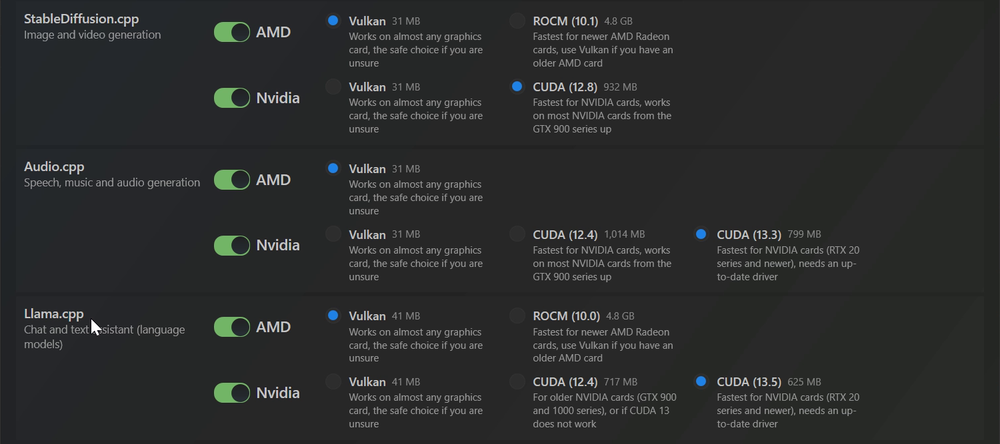 StableDiffusion.cpp
Image and video generation
AMD
Vulkan 31 MB
Works on almost any graphics
card, the safe choice if you are
unsure
ROCM (10.1) 4.8 GB
Fastest for newer AMD Radeon
cards, use Vulkan if you have an
older AMD card
Nvidia
Vulkan 31 MB
Works on almost any graphics
card, the safe choice if you are
unsure
CUDA (12.8) 932 MB
Fastest for NVIDIA cards, works
on most NVIDIA cards from the
GTX 900 series up
Audio.cpp
Speech, music and audio generation
AMD
Vulkan 31 MB
Works on almost any graphics
card, the safe choice if you are
unsure
Nvidia
Vulkan 31 MB
Works on almost any graphics
card, the safe choice if you are
unsure
CUDA (12.4) 1,014 MB
Fastest for NVIDIA cards, works
on most NVIDIA cards from the
GTX 900 series up
CUDA (13.3) 799 MB
Fastest for NVIDIA cards (RTX 20
series and newer), needs an up-
to-date driver
Llama.cpp
Chat and text assistant (language
models)
AMD
Vulkan 41 MB
Works on almost any graphics
card, the safe choice if you are
unsure
ROCM (10.0) 4.8 GB
Fastest for newer AMD Radeon
cards, use Vulkan if you have an
older AMD card
Nvidia
Vulkan 41 MB
Works on almost any graphics
card, the safe choice if you are
unsure
CUDA (12.4) 717 MB
For older NVIDIA cards (GTX 900
and 1000 series), or if CUDA 13
does not work
CUDA (13.5) 625 MB
Fastest for NVIDIA cards (RTX 20
series and newer), needs an up-
to-date driver